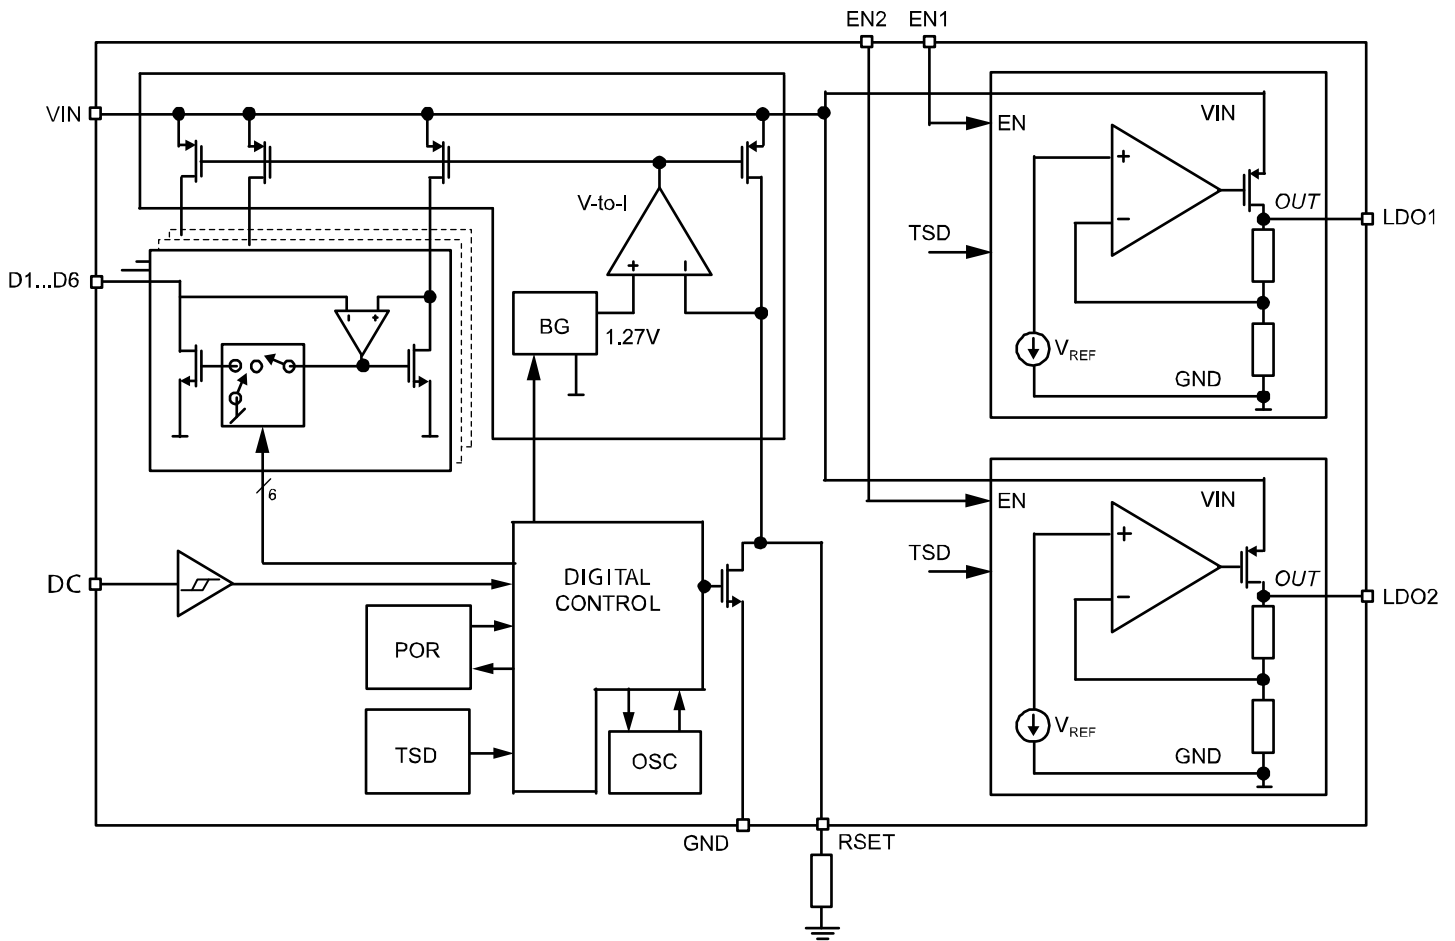 EN2 EN1
VIN
V-to-I
D1...D6
BG
1.27V
+
-
-
+
6
DC
DIGITAL
CONTROL
POR
TSD
OSC
GND
RSET
EN
VIN
+
-
OUT
LDO1
TSD
VREF
GND
EN
VIN
+
-
OUT
LDO2
TSD
VREF
GND